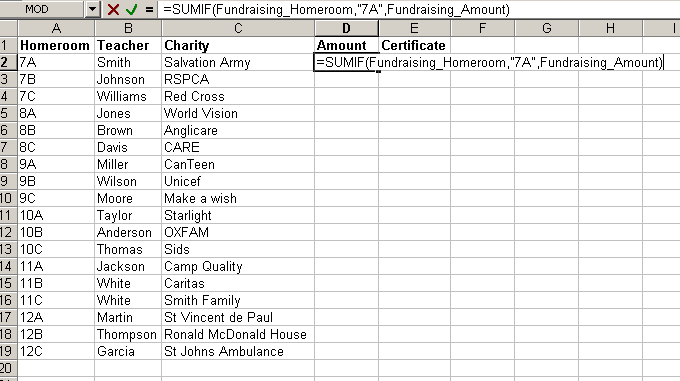 MOD =SUMIF(Fundraising_Homeroom,"7A",Fundraising_Amount)
A B C D E F G H I
1 Homeroom Teacher Charity Amount Certificate
2 7A Smith Salvation Army =SUMIF(Fundraising_Homeroom,"7A",Fundraising_Amount)
3 7B Johnson RSPCA
4 7C Williams Red Cross
5 8A Jones World Vision
6 8B Brown Anglicare
7 8C Davis CARE
8 9A Miller CanTeen
9 9B Wilson Unicef
10 9C Moore Make a wish
11 10A Taylor Starlight
12 10B Anderson OXFAM
13 10C Thomas Sids
14 11A Jackson Camp Quality
15 11B White Caritas
16 11C White Smith Family
17 12A Martin St Vincent de Paul
18 12B Thompson Ronald McDonald House
19 12C Garcia St Johns Ambulance
20